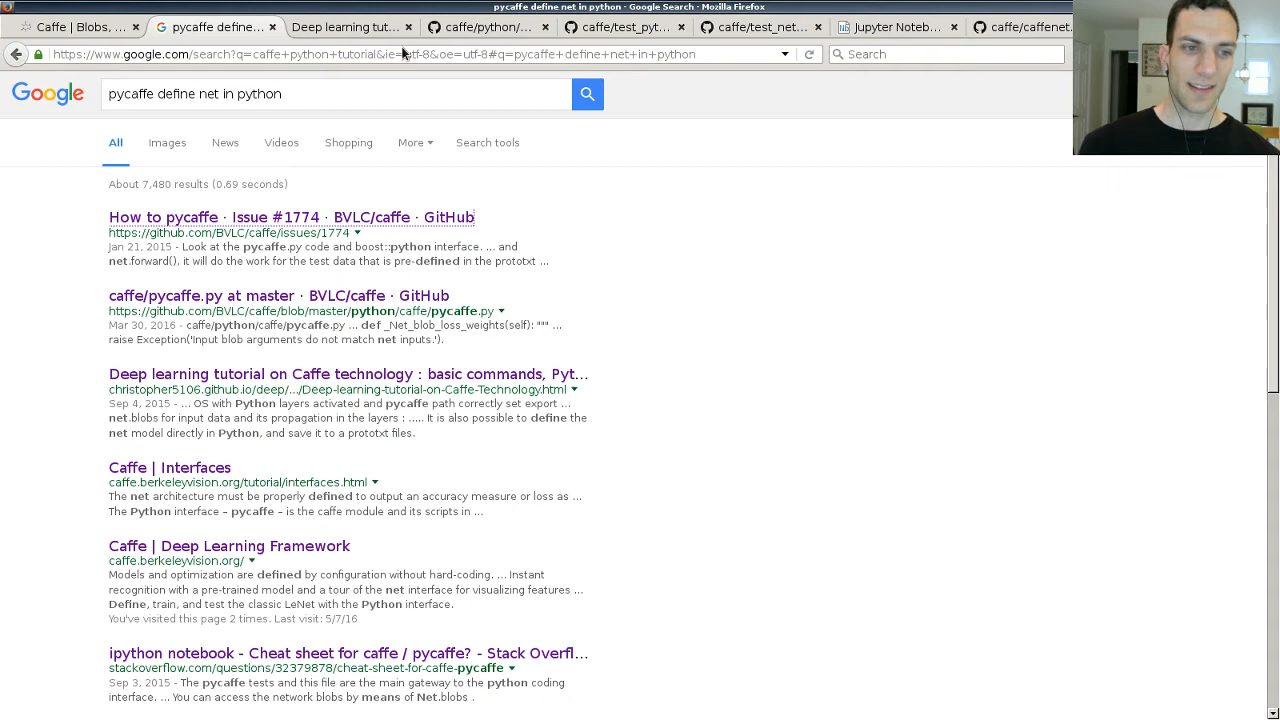 pycaffe define net in python - Google Search - Mozilla Firefox
Caffe | Blobs, ... × pycaffe define... × Deep learning tut... × caffe/python/... × caffe/test_pyt... × caffe/test_net... × Jupyter Noteb... × caffe/caffenet
https://www.google.com/search?q=caffe+python+tutorial&ie=utf-8&oe=utf-8#q=pycaffe+define+net+in+python Search
Google pycaffe define net in python
All Images News Videos Shopping More Search tools
About 7,480 results (0.69 seconds)
How to pycaffe · Issue #1774 · BVLC/caffe · GitHub
https://github.com/BVLC/caffe/issues/1774
Jan 21, 2015 - Look at the pycaffe.py code and boost::python interface. ... and
net.forward(), it will do the work for the test data that is pre-defined in the prototxt ...
caffe/pycaffe.py at master · BVLC/caffe · GitHub
https://github.com/BVLC/caffe/blob/master/python/caffe/pycaffe.py
Mar 30, 2016 - caffe/python/caffe/pycaffe.py ... def _Net_blob_loss_weights(self): """ ...
raise Exception('Input blob arguments do not match net inputs.').
Deep learning tutorial on Caffe technology : basic commands, Pyt...
christopher5106.github.io/deep/.../Deep-learning-tutorial-on-Caffe-Technology.html
Sep 4, 2015 - ... OS with Python layers activated and pycaffe path correctly set export ...
net.blobs for input data and its propagation in the layers : ..... It is also possible to define the
net model directly in Python, and save it to a prototxt files.
Caffe | Interfaces
caffe.berkeleyvision.org/tutorial/interfaces.html
The net architecture must be properly defined to output an accuracy measure or loss as ...
The Python interface – pycaffe – is the caffe module and its scripts in ...
Caffe | Deep Learning Framework
caffe.berkeleyvision.org/
Models and optimization are defined by configuration without hard-coding. ... Instant
recognition with a pre-trained model and a tour of the net interface for visualizing features ...
Define, train, and test the classic LeNet with the Python interface.
You've visited this page 2 times. Last visit: 5/7/16
ipython notebook - Cheat sheet for caffe / pycaffe? - Stack Overfl...
stackoverflow.com/questions/32379878/cheat-sheet-for-caffe-pycaffe
Sep 3, 2015 - The pycaffe tests and this file are the main gateway to the python coding
interface. ... You can access the network blobs by means of Net.blobs .